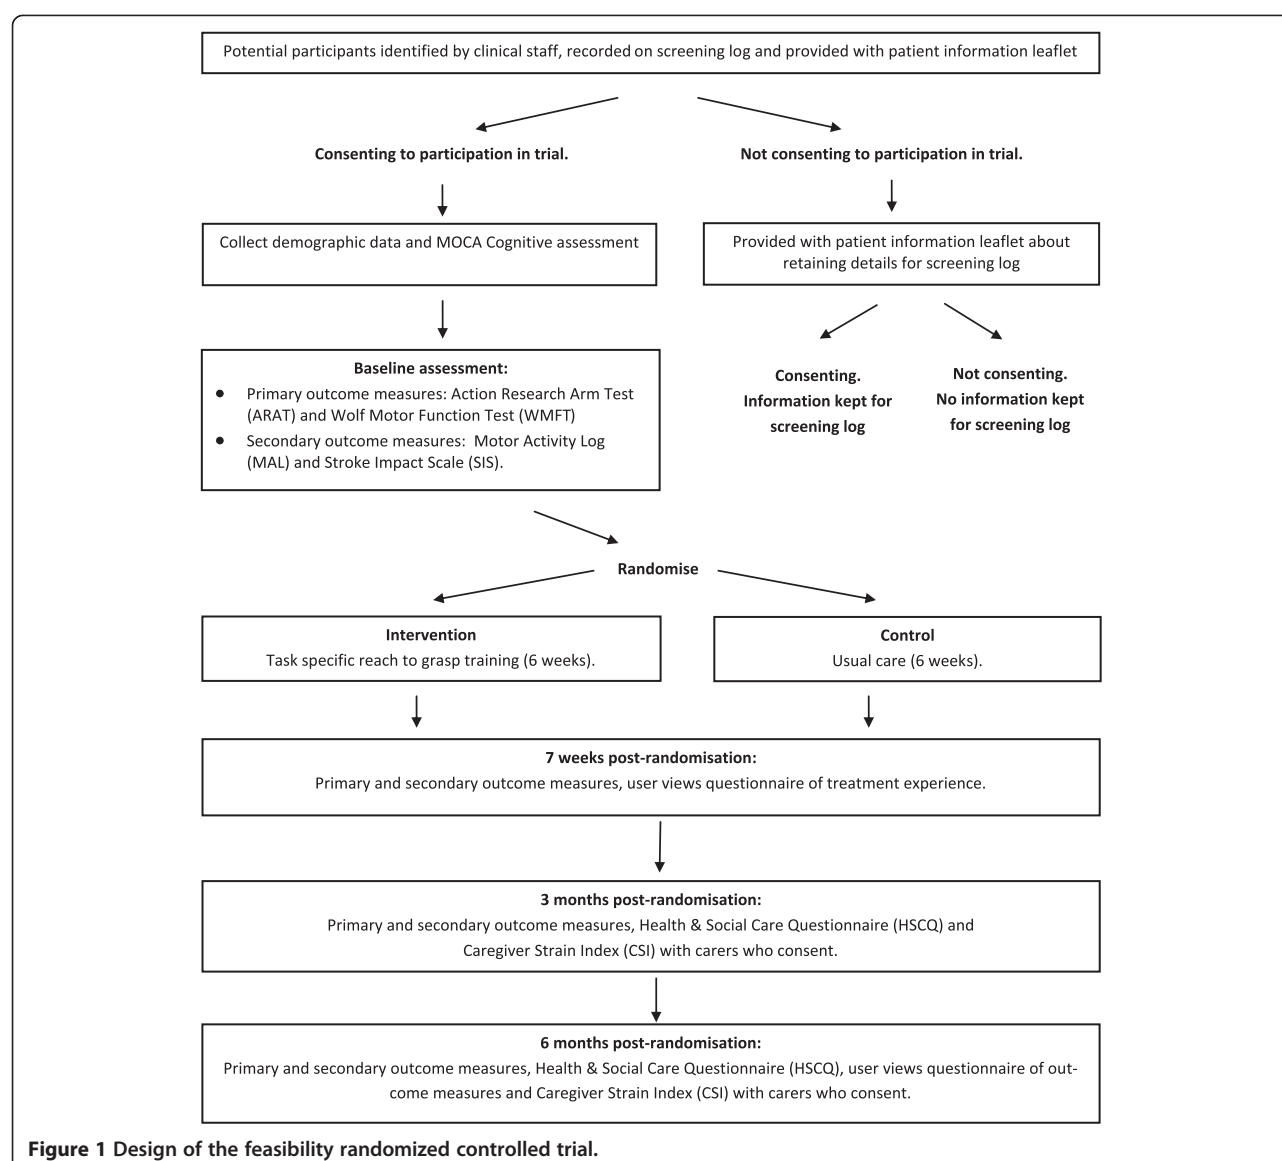 Potential participants identified by clinical staff, recorded on screening log and provided with patient information leaflet
Consenting to participation in trial.
Not consenting to participation in trial.
Collect demographic data and MOCA Cognitive assessment
Provided with patient information leaflet about
retaining details for screening log
Baseline assessment:
● Primary outcome measures: Action Research Arm Test
(ARAT) and Wolf Motor Function Test (WMFT)
● Secondary outcome measures:  Motor Activity Log
(MAL) and Stroke Impact Scale (SIS).
Consenting.
Information kept for
screening log
Not consenting.
No information kept
for screening log
Randomise
Intervention
Task specific reach to grasp training (6 weeks).
Control
Usual care (6 weeks).
7 weeks post-randomisation:
Primary and secondary outcome measures, user views questionnaire of treatment experience.
3 months post-randomisation:
Primary and secondary outcome measures, Health & Social Care Questionnaire (HSCQ) and
Caregiver Strain Index (CSI) with carers who consent.
6 months post-randomisation:
Primary and secondary outcome measures, Health & Social Care Questionnaire (HSCQ), user views questionnaire of out-
come measures and Caregiver Strain Index (CSI) with carers who consent.
Figure 1 Design of the feasibility randomized controlled trial.